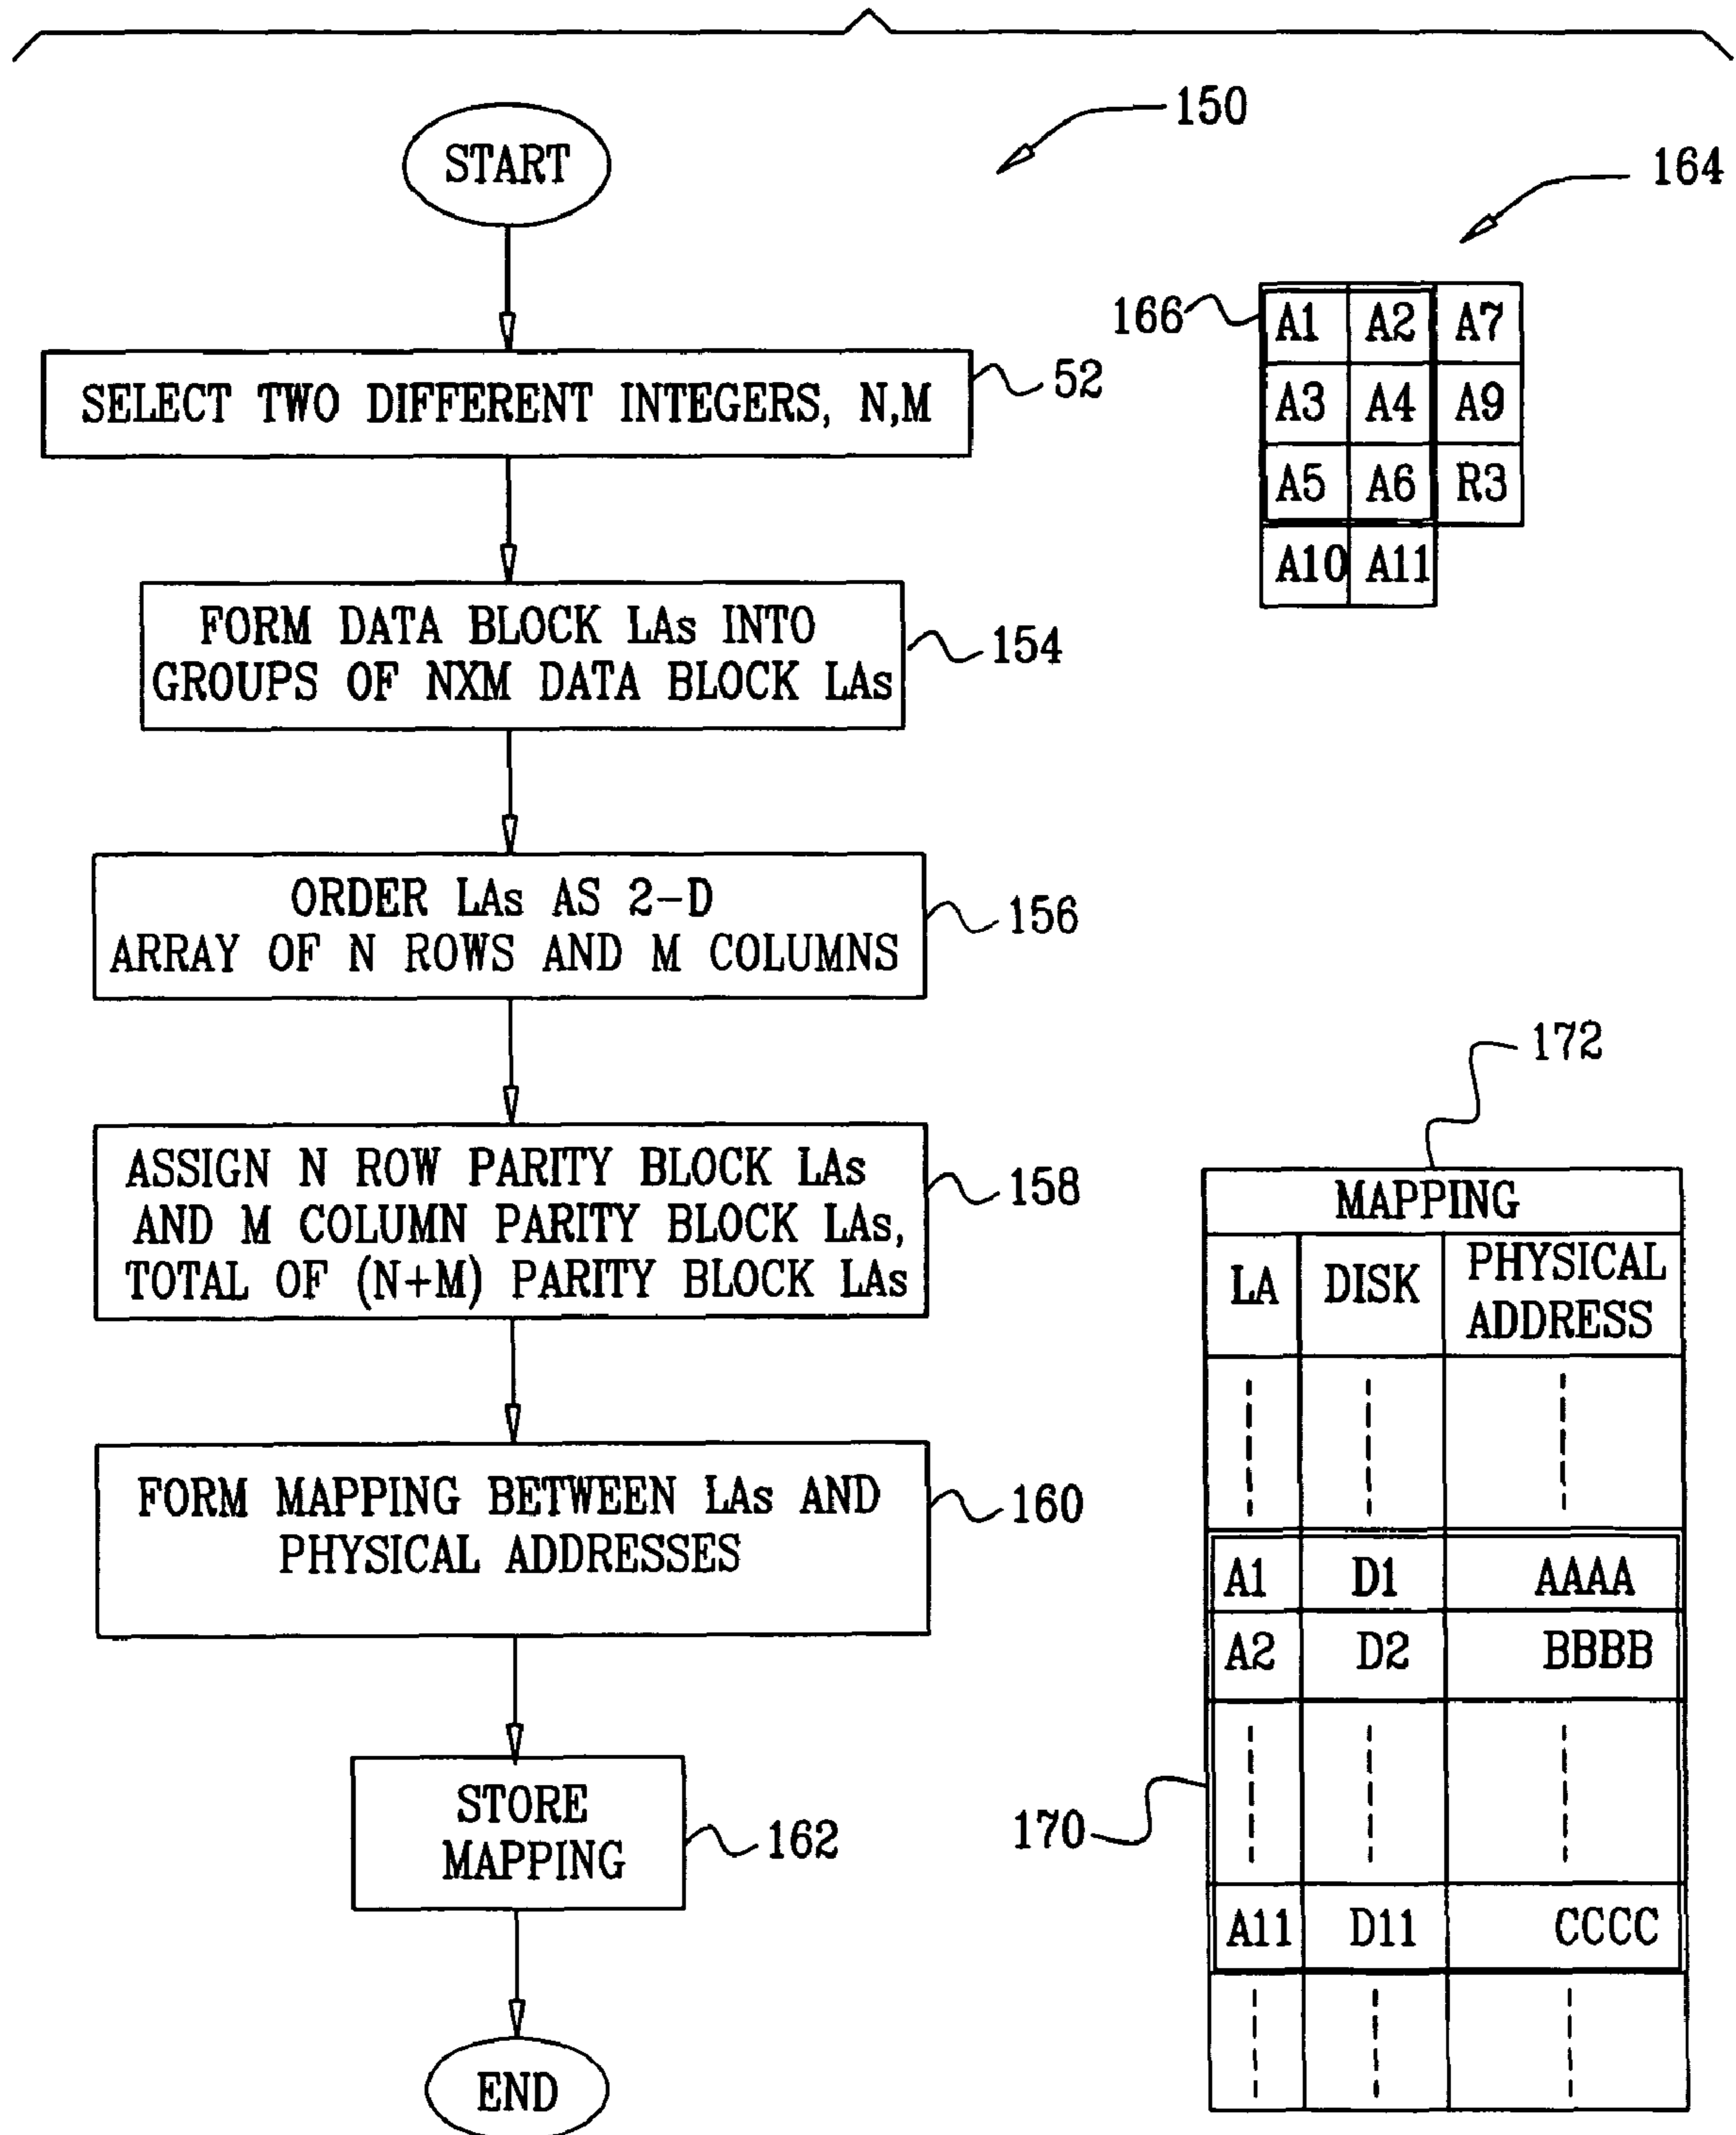 150
START
164
166
A1 A2 A7
A3 A4 A9
A5 A6 R3
A10 A11
SELECT TWO DIFFERENT INTEGERS, N,M
52
FORM DATA BLOCK LAs INTO
GROUPS OF NXM DATA BLOCK LAs
154
ORDER LAs AS 2-D
ARRAY OF N ROWS AND M COLUMNS
156
ASSIGN N ROW PARITY BLOCK LAs
AND M COLUMN PARITY BLOCK LAs,
TOTAL OF (N+M) PARITY BLOCK LAs
158
FORM MAPPING BETWEEN LAs AND
PHYSICAL ADDRESSES
160
STORE
MAPPING
162
END
172
MAPPING
LA DISK PHYSICAL
ADDRESS
A1 D1 AAAA
A2 D2 BBBB
170
A11 D11 CCCC